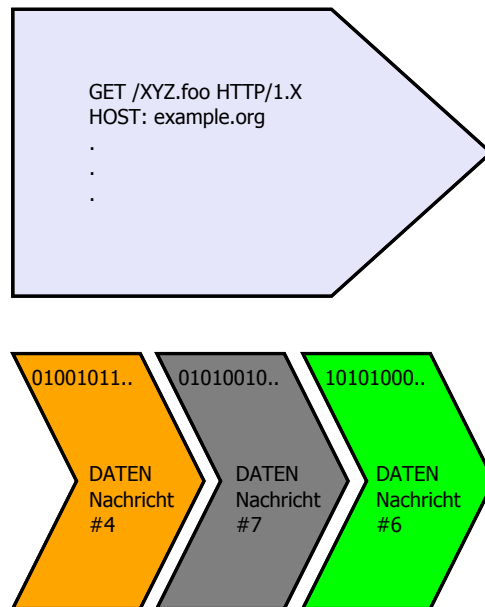 GET /XYZ.foo HTTP/1.X
HOST: example.org
.
.
.
01001011..
01010010..
10101000..
DATEN
Nachricht
#4
DATEN
Nachricht
#7
DATEN
Nachricht
#6